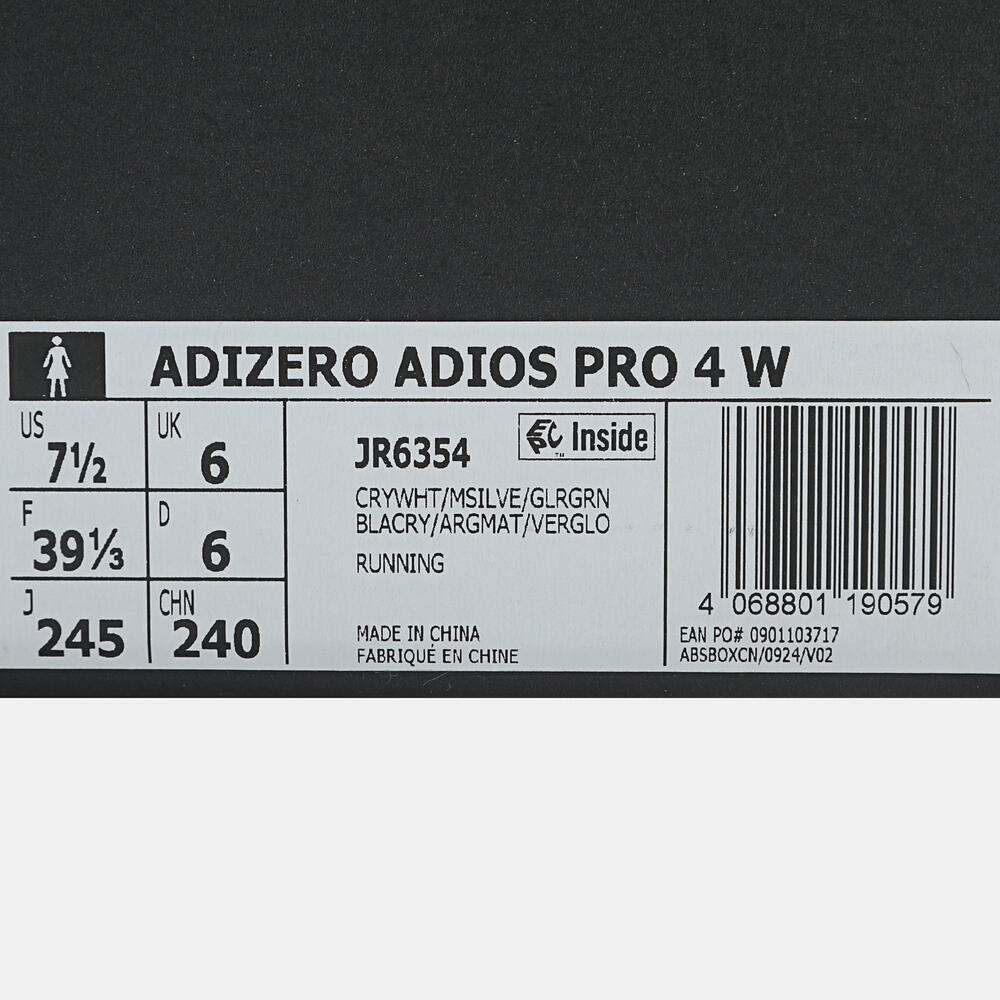 ADIZERO ADIOS PRO 4 W
US
7½
UK
6
F
39⅓
D
6
J
245
CHN
240
JR6354
EPC Inside
™
CRYWHT/MSILVE/GLRGRN
BLACRY/ARGMAT/VERGLO
RUNNING
MADE IN CHINA
FABRIQUÉ EN CHINE
4 068801 190579
EAN PO# 0901103717
ABSBOXCN/0924/V02